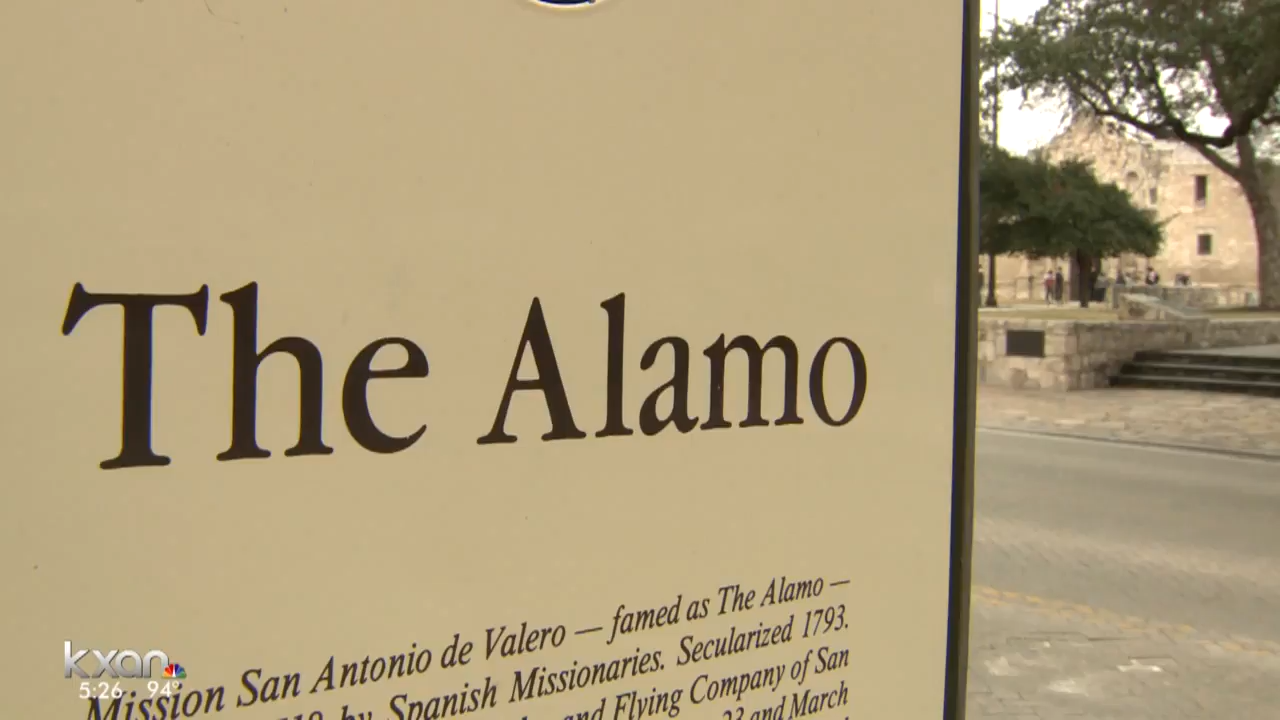 The Alamo
Mission San Antonio de Valero — famed as The Alamo —
by Spanish Missionaries. Secularized 1793.
and Flying Company of San
23 and March
kxan
5:26 94°